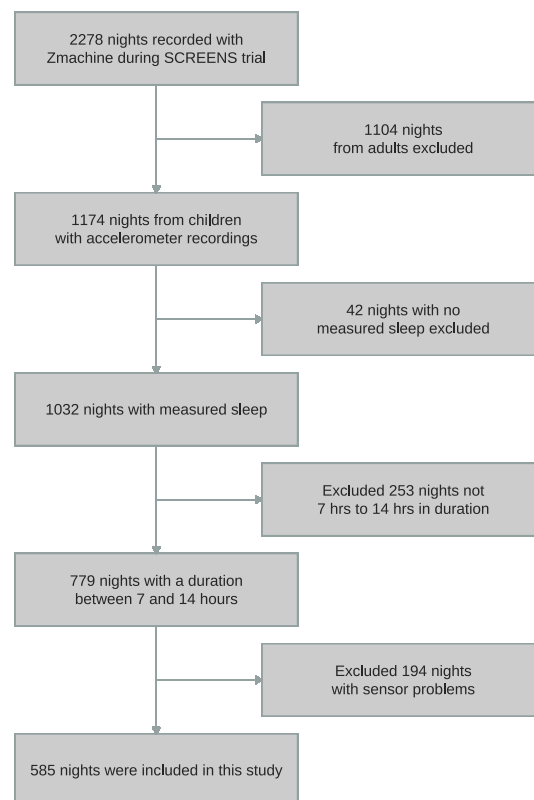 2278 nights recorded with
Zmachine during SCREENS trial
1104 nights
from adults excluded
1174 nights from children
with accelerometer recordings
42 nights with no
measured sleep excluded
1032 nights with measured sleep
Excluded 253 nights not
7 hrs to 14 hrs in duration
779 nights with a duration
between 7 and 14 hours
Excluded 194 nights
with sensor problems
585 nights were included in this study